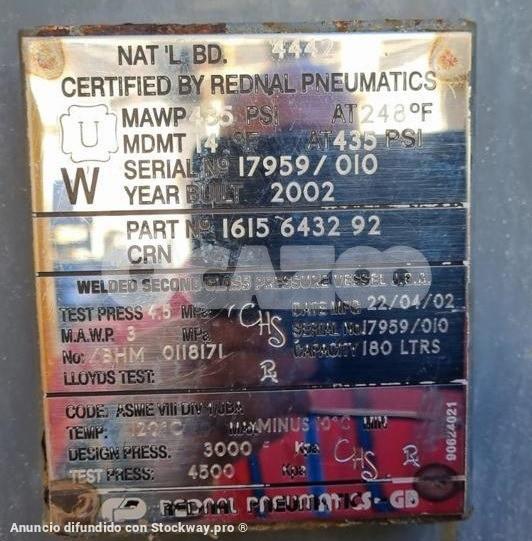 NAT'L. BD. 4442
CERTIFIED BY REDNAL PNEUMATICS
U
W
MAWP 435 PSI AT 248°F
MDMT 14°F AT 435 PSI
SERIAL No 17959/010
YEAR BUILT 2002
PART No 1615 6432 92
CRN
WELDED SECOND CLASS PRESSURE VESSEL
TEST PRESS 4.5 MPa
DATE MFG 22/04/02
M.A.W.P. 3 MPa
SERIAL No 17959/010
No: 0118171
CAPACITY 180 LTRS
LLOYDS TEST:
CHS
CODE: ASME VIII DIV 1
TEMP: 120°C MAX MINUS 10°C MIN
DESIGN PRESS: 3000 Kpa
TEST PRESS: 4500 Kpa
CHS
90624021
REDNAL PNEUMATICS-GB
Anuncio difundido con Stockway.pro ®